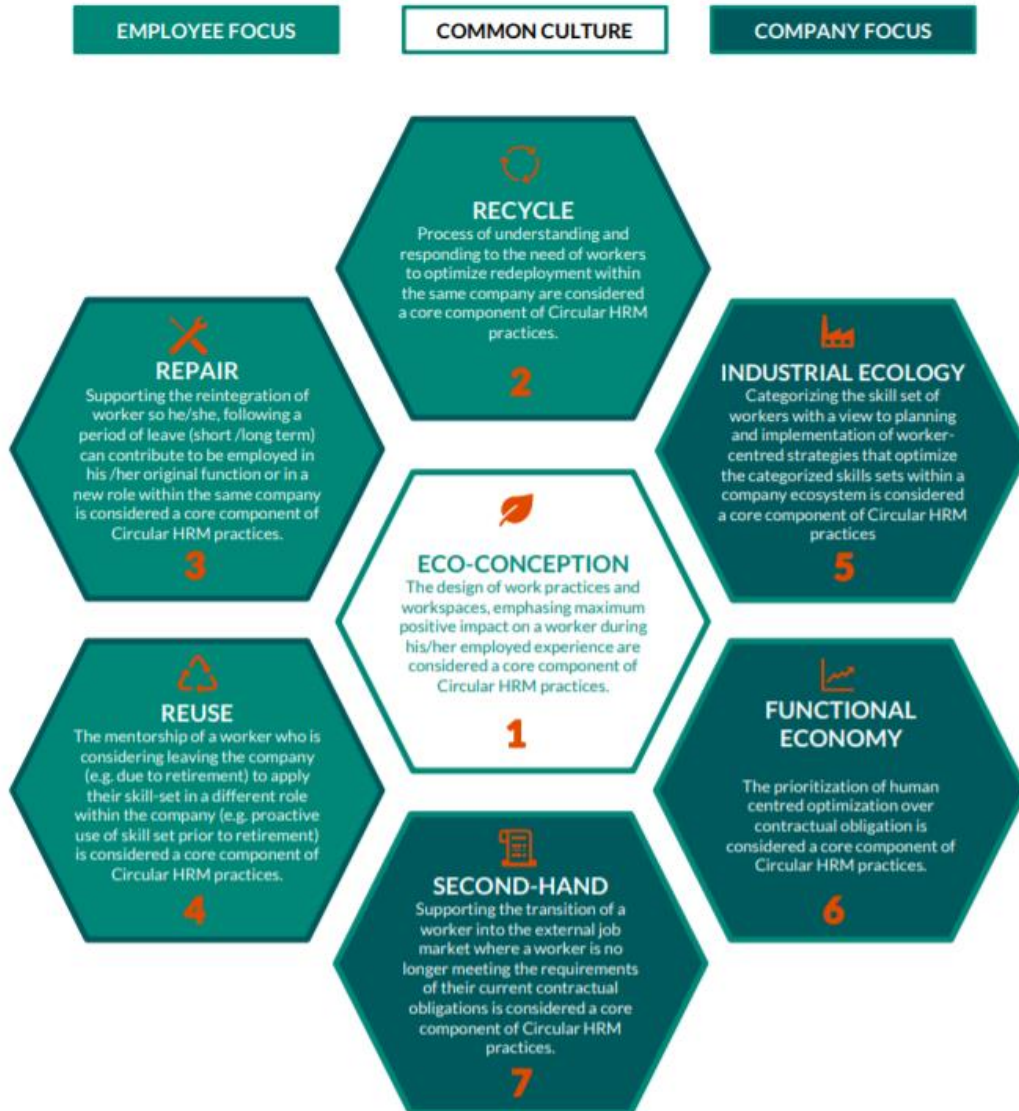 EMPLOYEE FOCUS
COMMON CULTURE
COMPANY FOCUS
RECYCLE
Process of understanding and
responding to the need of workers
to optimize redeployment within
the same company are considered
a core component of Circular HRM
practices.
2
REPAIR
Supporting the reintegration of
worker so he/she, following a
period of leave (short /long term)
can contribute to be employed in
his /her original function or in a
new role within the same company
is considered a core component of
Circular HRM practices.
3
INDUSTRIAL ECOLOGY
Categorizing the skill set of
workers with a view to planning
and implementation of worker-
centred strategies that optimize
the categorized skills sets within a
company ecosystem is considered
a core component of Circular HRM
practices
5
ECO-CONCEPTION
The design of work practices and
workspaces, emphasing maximum
positive impact on a worker during
his/her employed experience are
considered a core component of
Circular HRM practices.
1
REUSE
The mentorship of a worker who is
considering leaving the company
(e.g. due to retirement) to apply
their skill-set in a different role
within the company (e.g. proactive
use of skill set prior to retirement)
is considered a core component of
Circular HRM practices.
4
FUNCTIONAL
ECONOMY
The prioritization of human
centred optimization over
contractual obligation is
considered a core component of
Circular HRM practices.
6
SECOND-HAND
Supporting the transition of a
worker into the external job
market where a worker is no
longer meeting the requirements
of their current contractual
obligations is considered a core
component of Circular HRM
practices.
7